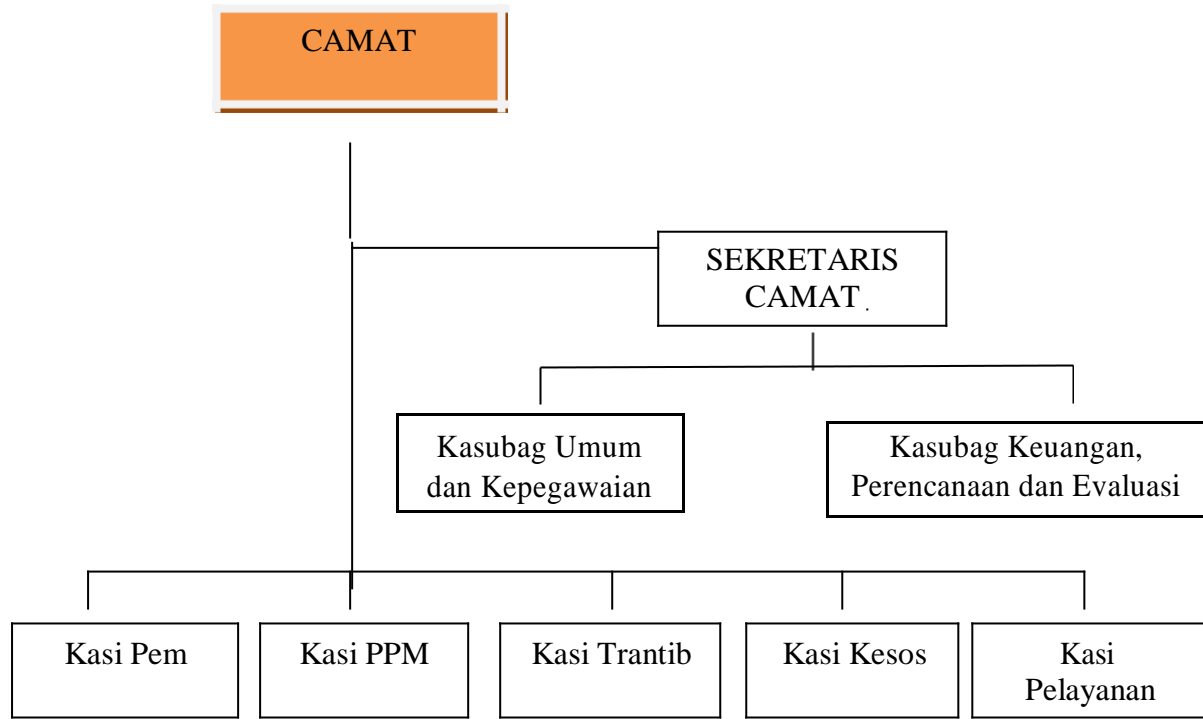 CAMAT
SEKRETARIS
CAMAT .
Kasubag Umum
dan Kepegawaian
Kasubag Keuangan,
Perencanaan dan Evaluasi
Kasi Pem
Kasi PPM
Kasi Trantib
Kasi Kesos
Kasi
Pelayanan